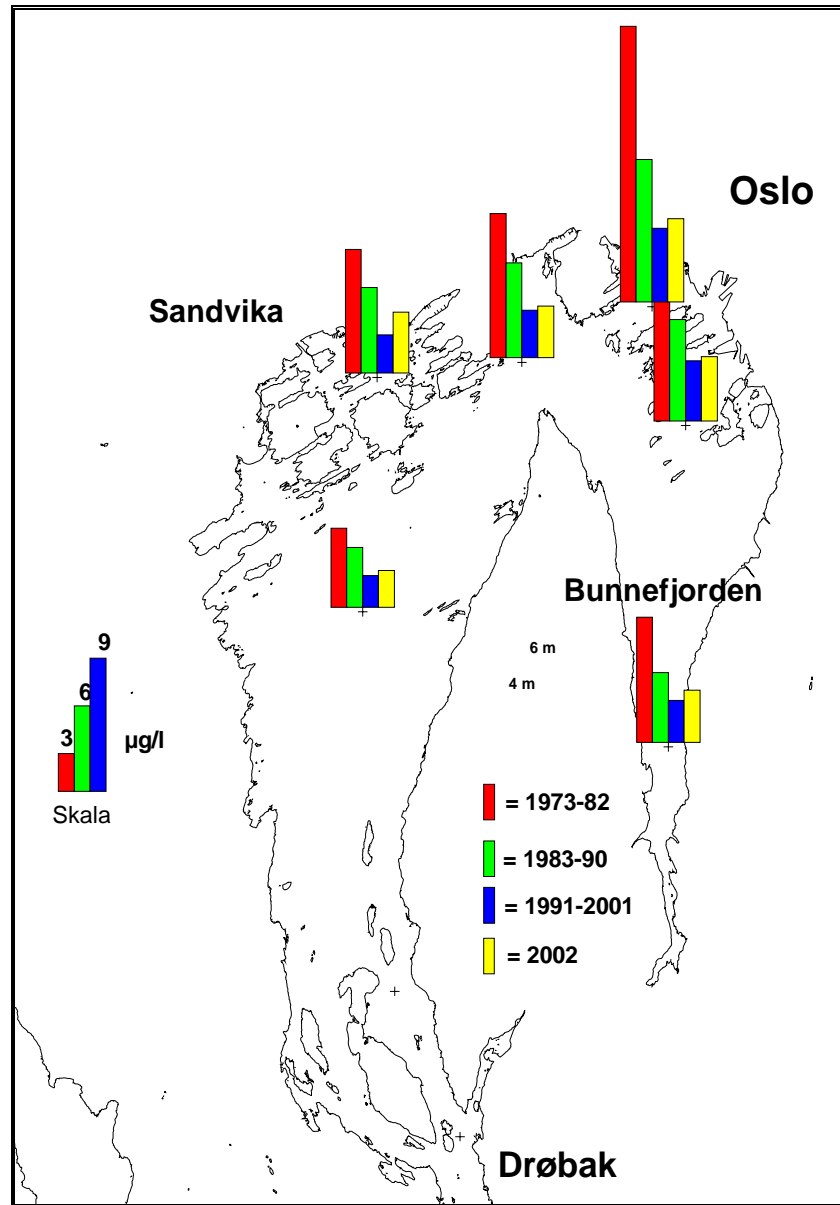 Oslo
Sandvika
Bunnefjorden
6 m
4 m
9
6
3
µg/l
Skala
= 1973-82
= 1983-90
= 1991-2001
= 2002
Drøbak